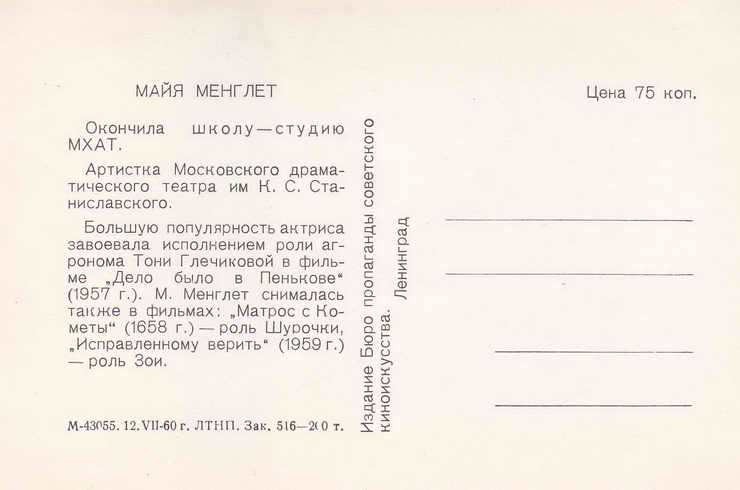 МАЙЯ МЕНГЛЕТ
Окончила школу—студию
МХАТ.
Артистка Московского драма-
тического театра им К. С. Ста-
ниславского.
Большую популярность актриса
завоевала исполнением роли аг-
ронома Тони Глечиковой в филь-
ме „Дело было в Пенькове“
(1957 г.). М. Менглет снималась
также в фильмах: „Матрос с Ко-
меты“ (1658 г.) — роль Шурочки,
„Исправленному верить“ (1959 г.)
— роль Зои.
М-43055. 12.VII-60 г. ЛТНП. Зак. 516—200 т.
Издание Бюро пропаганды советского
киноискусства. Ленинград
Цена 75 коп.